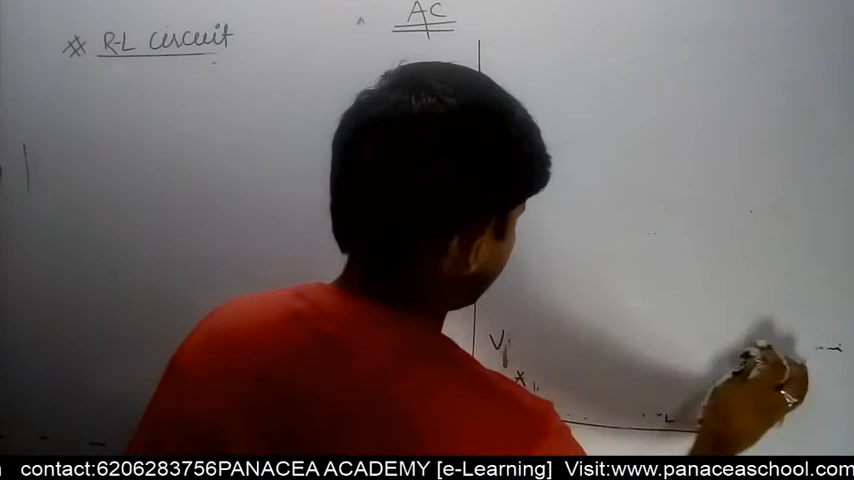 AC
# R-L circuit
V
contact:6206283756PANACEA ACADEMY [e-Learning] Visit:www.panaceaschool.com